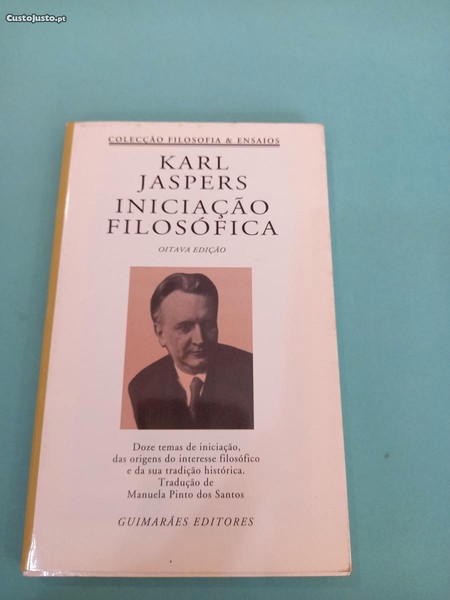 CustoJusto.pt
COLECÇÃO FILOSOFIA & ENSAIOS
KARL
JASPERS
INICIAÇÃO
FILOSÓFICA
OITAVA EDIÇÃO
Doze temas de iniciação,
das origens do interesse filosófico
e da sua tradição histórica.
Tradução de
Manuela Pinto dos Santos
GUIMARÃES EDITORES